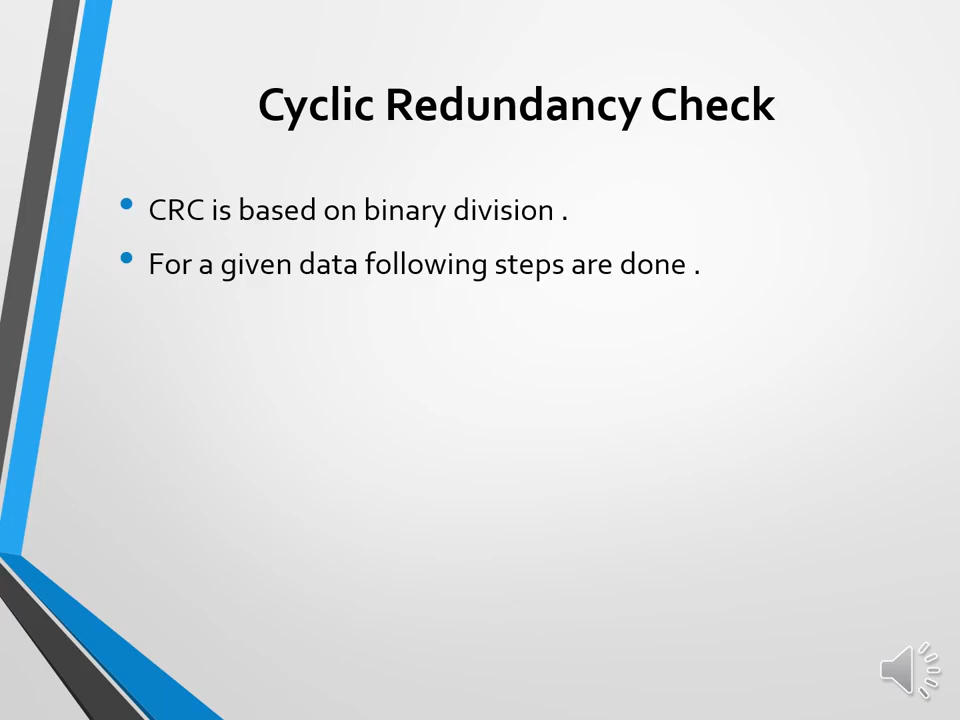 Cyclic Redundancy Check
• CRC is based on binary division .
• For a given data following steps are done .